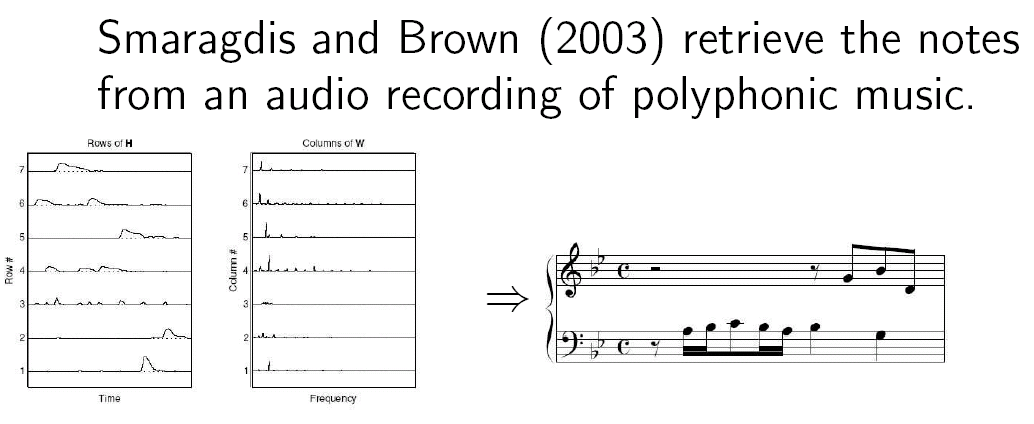 Smaragdis and Brown (2003) retrieve the notes
from an audio recording of polyphonic music.
Rows of H
Columns of W
7
6
5
4
3
2
1
Row #
Time
7
6
5
4
3
2
1
Column #
Frequency
⇒